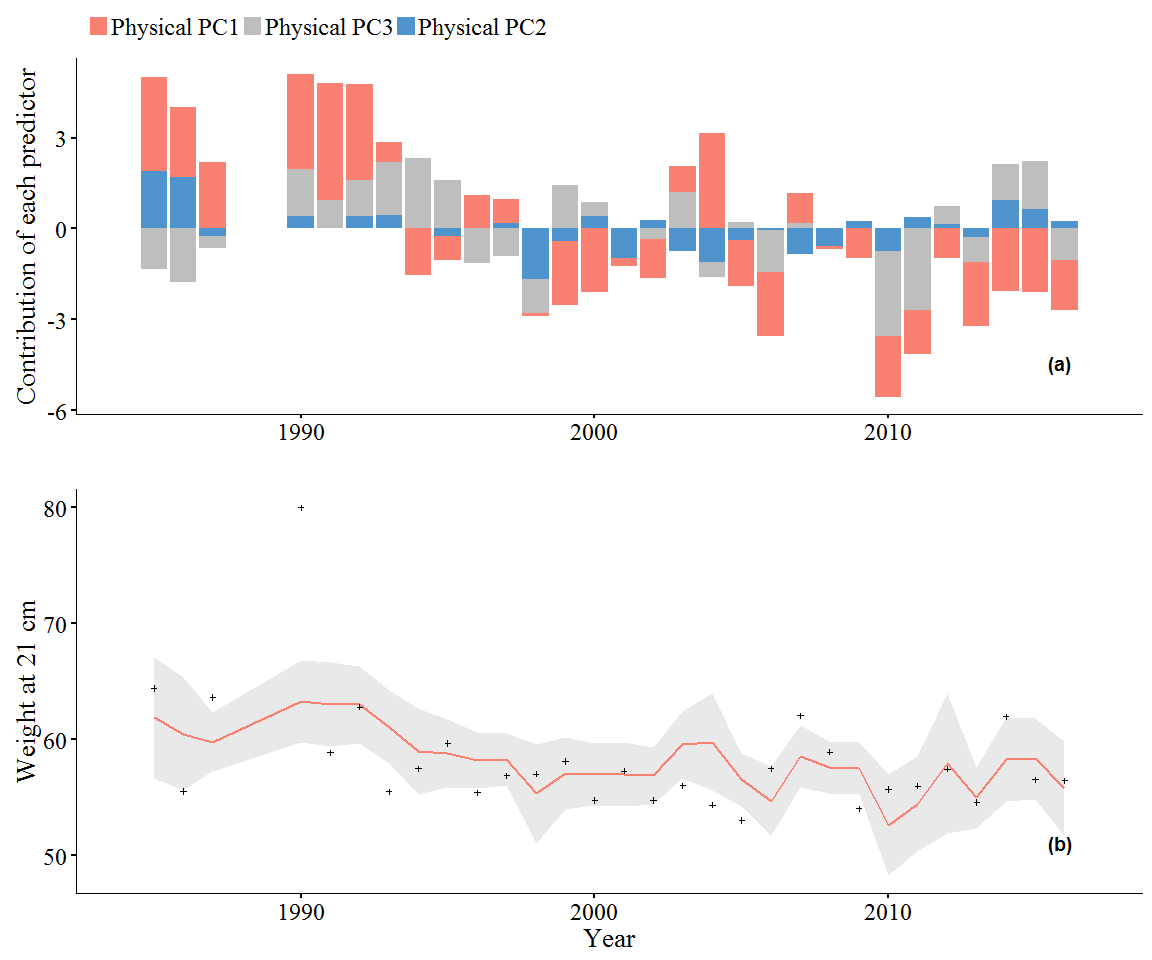 Physical PC1 Physical PC3 Physical PC2
Contribution of each predictor
3
0
-3
-6
(a)
1990 2000 2010
Weight at 21 cm
80
70
60
50
(b)
1990 2000 2010
Year